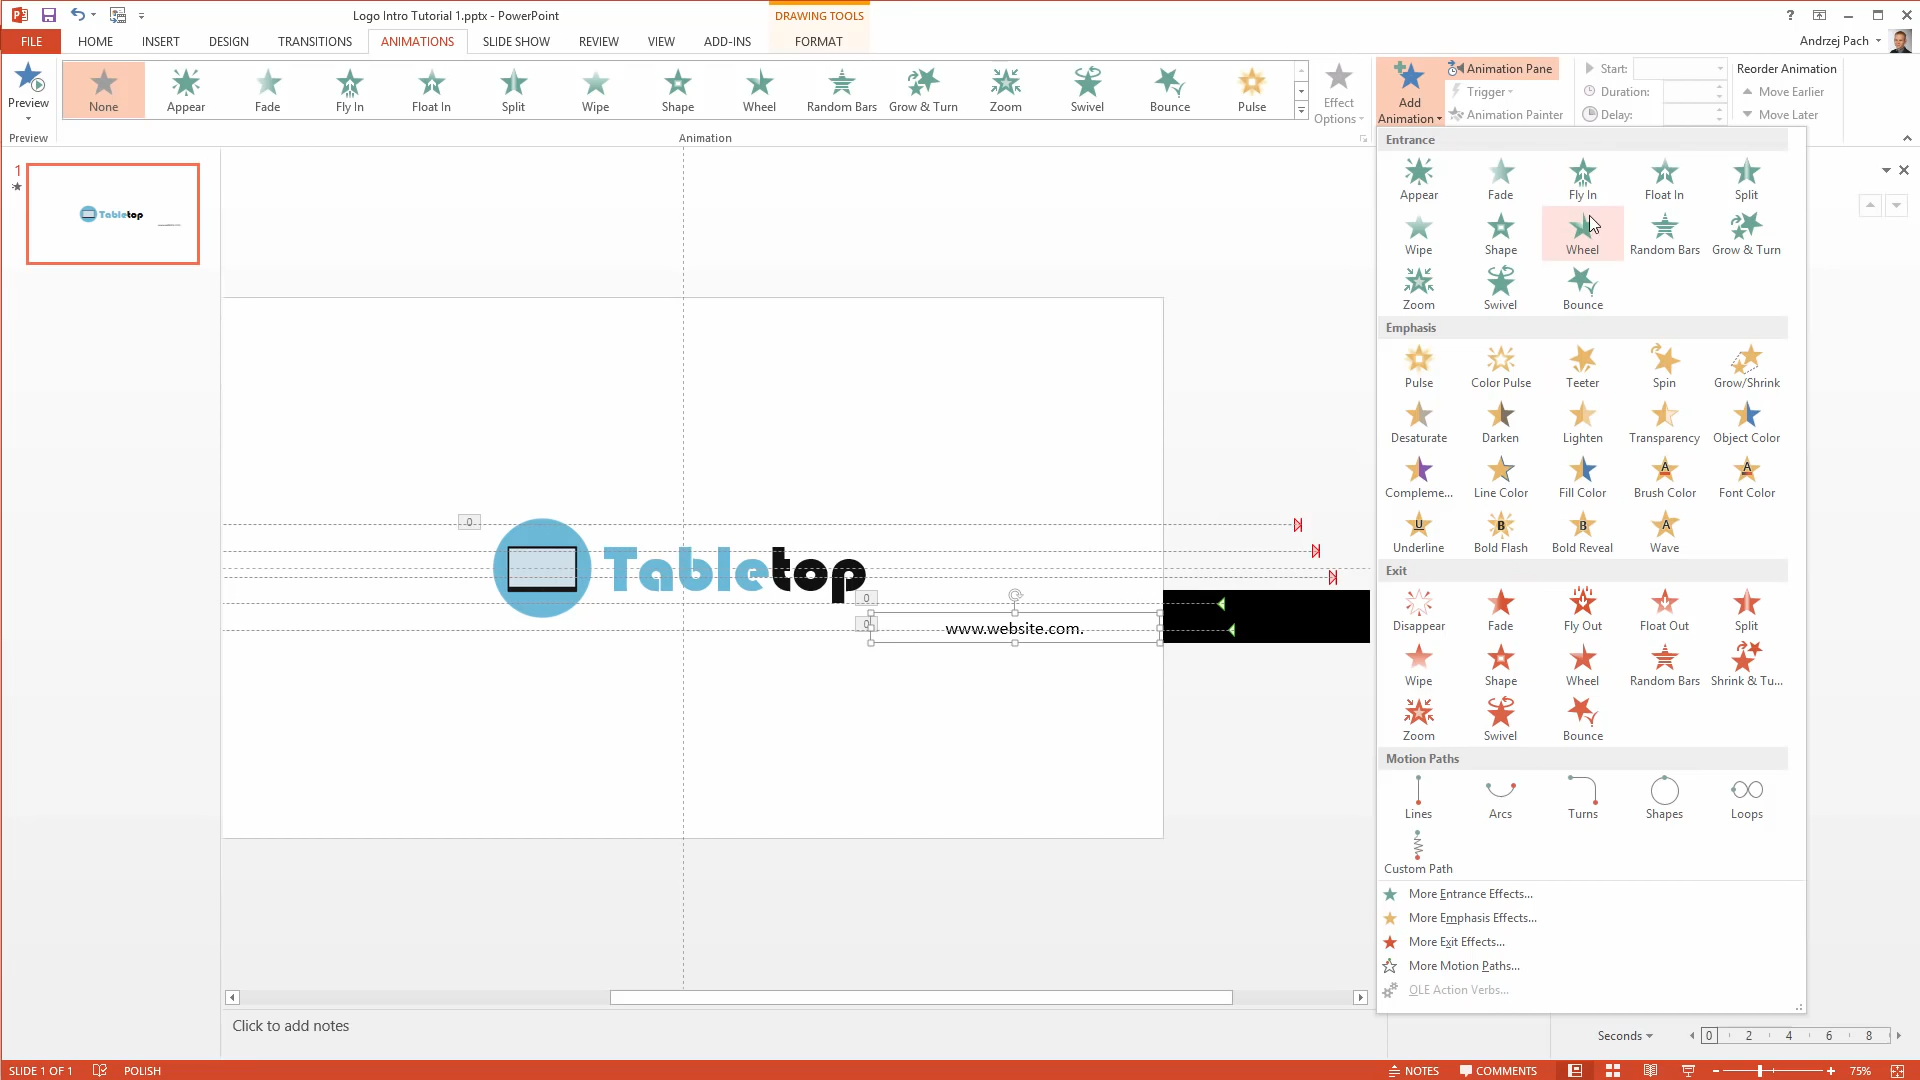 Logo Intro Tutorial 1.pptx - PowerPoint
DRAWING TOOLS
?
FILE HOME INSERT DESIGN TRANSITIONS ANIMATIONS SLIDE SHOW REVIEW VIEW ADD-INS FORMAT
Andrzej Pach
Preview
None Appear Fade Fly In Float In Split Wipe Shape Wheel Random Bars Grow & Turn Zoom Swivel Bounce Pulse
Effect Options
Add Animation
Animation Pane
Trigger
Animation Painter
Start:
Duration:
Delay:
Reorder Animation
Move Earlier
Move Later
Preview
Animation
Entrance
Appear Fade Fly In Float In Split
Wipe Shape Wheel Random Bars Grow & Turn
Zoom Swivel Bounce
Emphasis
Pulse Color Pulse Teeter Spin Grow/Shrink
Desaturate Darken Lighten Transparency Object Color
Compleme... Line Color Fill Color Brush Color Font Color
Underline Bold Flash Bold Reveal Wave
Exit
Disappear Fade Fly Out Float Out Split
Wipe Shape Wheel Random Bars Shrink & Tu...
Zoom Swivel Bounce
Motion Paths
Lines Arcs Turns Shapes Loops
Custom Path
More Entrance Effects...
More Emphasis Effects...
More Exit Effects...
More Motion Paths...
OLE Action Verbs...
1
Tabletop
0
Tabletop
0
0
www.website.com.
Click to add notes
Seconds
0 2 4 6 8
SLIDE 1 OF 1 POLISH
NOTES COMMENTS
75%